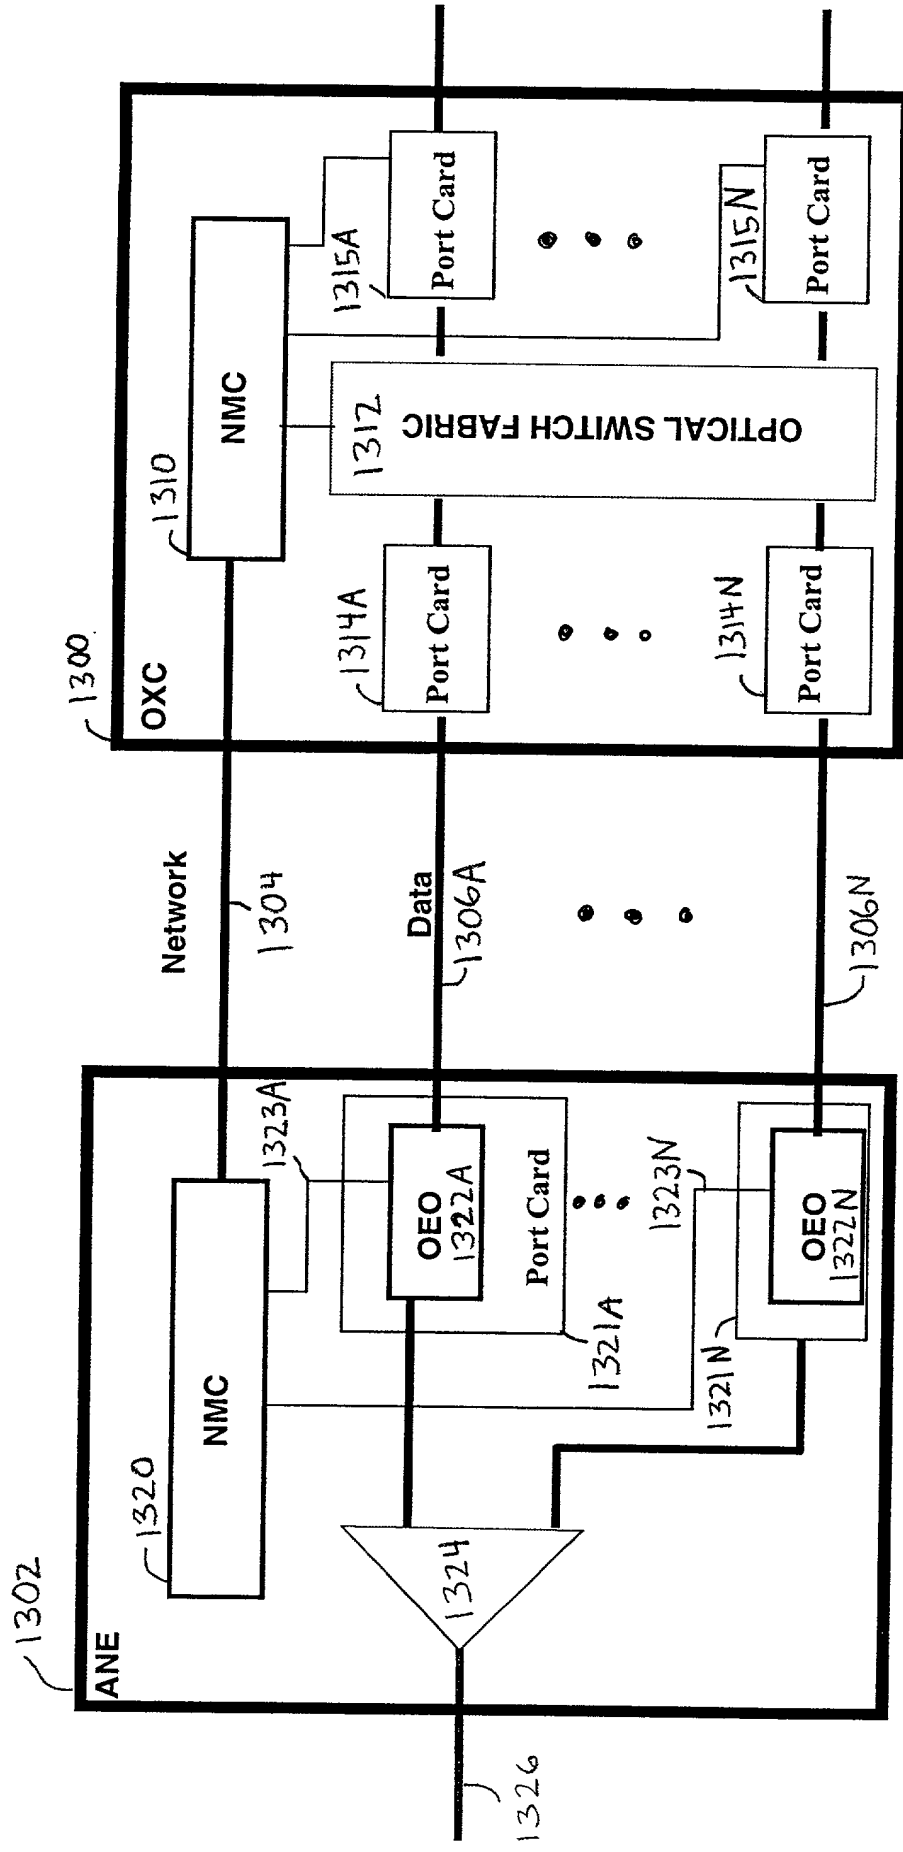 1302
ANE
1320
NMC
1324
1326
1323A
OEO
1322A
Port Card
1321A
1323N
1321N
OEO
1322N
Network
1304
Data
1306A
1306N
1300
OXC
1310
NMC
1312
OPTICAL SWITCH FABRIC
1314A
Port Card
1314N
Port Card
1315A
Port Card
1315N
Port Card